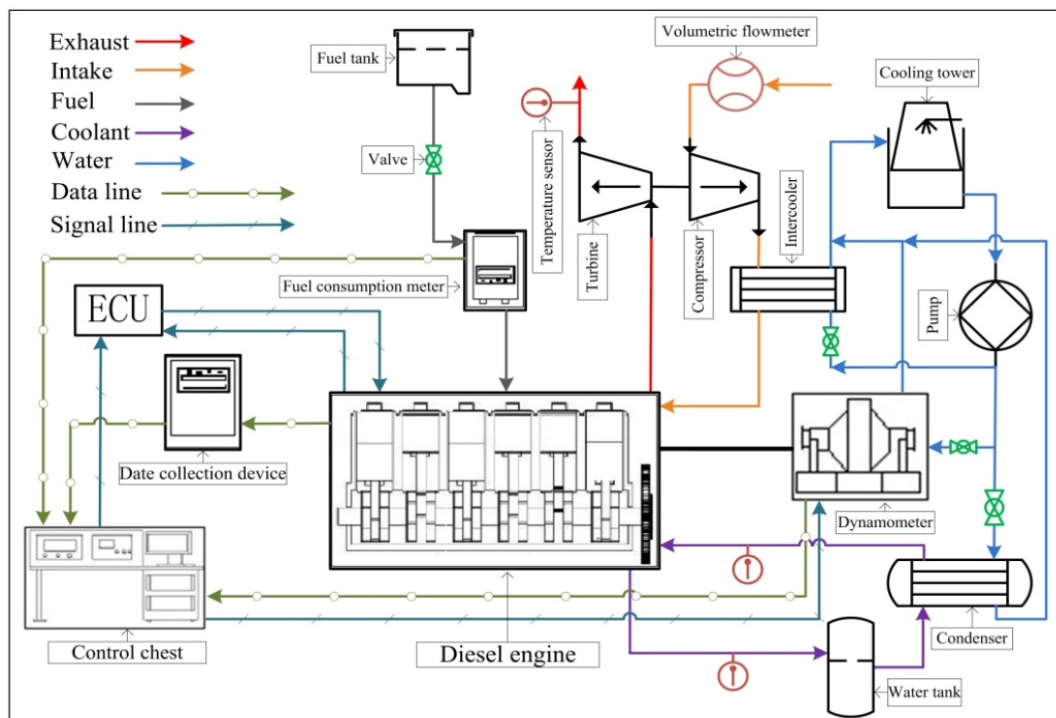 Exhaust
Intake
Fuel
Coolant
Water
Data line
Signal line
Fuel tank
Valve
Fuel consumption meter
Temperature sensor
Turbine
Volumetric flowmeter
Compressor
Intercooler
Cooling tower
Pump
ECU
Date collection device
Control chest
Diesel engine
Dynamometer
Condenser
Water tank